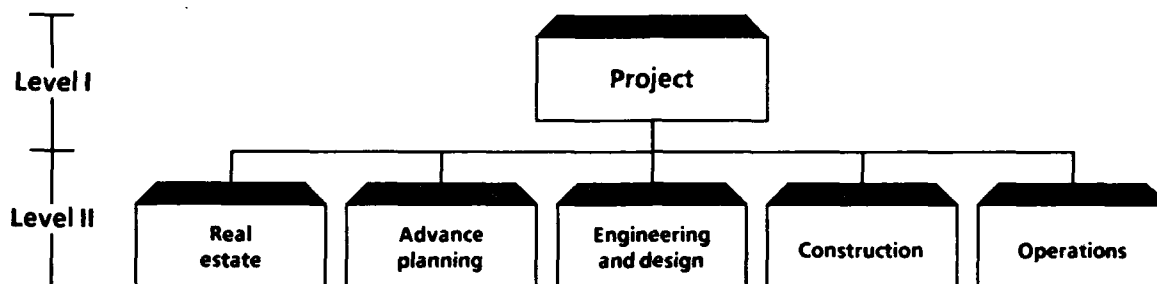 Level I
Project
Level II
Real
estate
Advance
planning
Engineering
and design
Construction
Operations